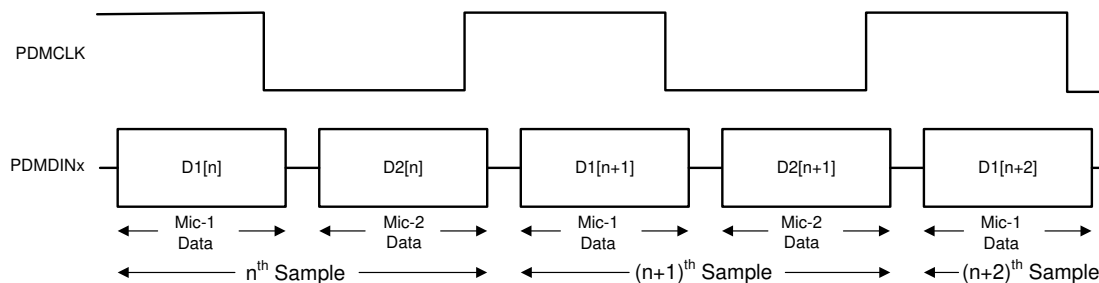 PDMCLK
PDMDINx
D1[n] D2[n] D1[n+1] D2[n+1] D1[n+2]
Mic-1 Mic-2 Mic-1 Mic-2 Mic-1
Data Data Data Data Data
nth Sample (n+1)th Sample (n+2)th Sample